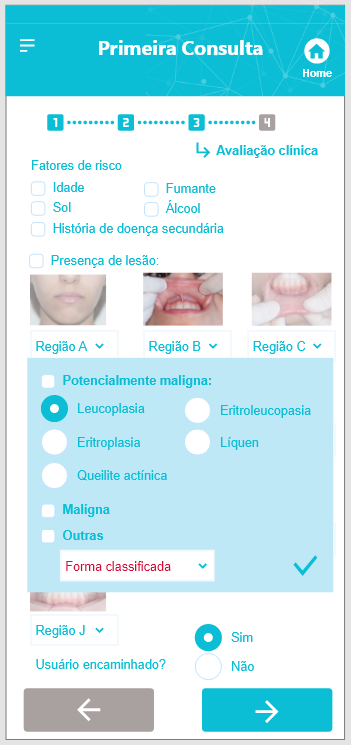 Primeira Consulta
Home
1 2 3 4
Avaliação clínica
Fatores de risco
Idade Fumante
Sol Álcool
História de doença secundária
Presença de lesão:
Região A Região B Região C
Potencialmente maligna:
Leucoplasia Eritroleucopasia
Eritroplasia Líquen
Queilite actínica
Maligna
Outras
Forma classificada
Região J
Sim
Usuário encaminhado? Não